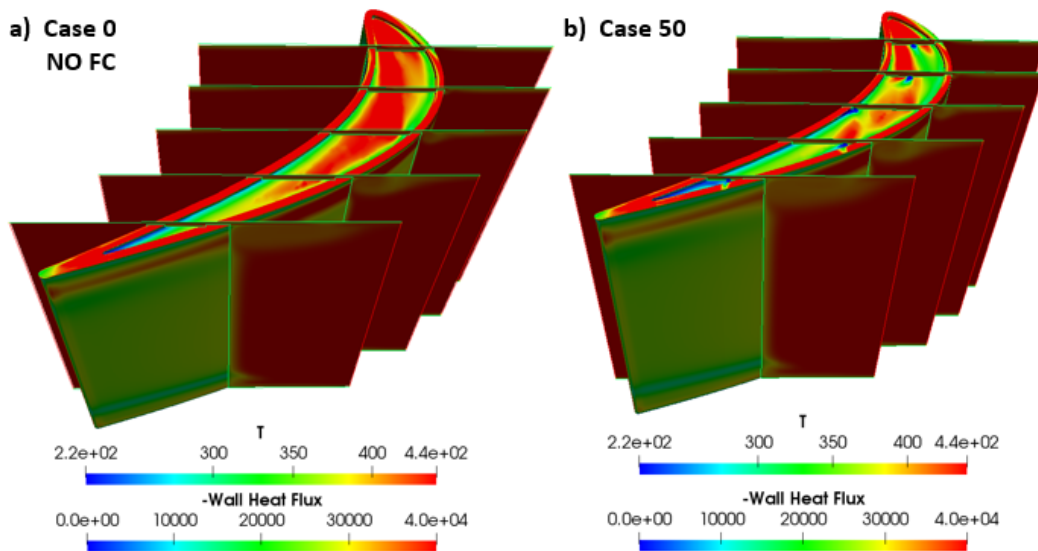 a) Case 0
NO FC
T
2.2e+02 300 350 400 4.4e+02
-Wall Heat Flux
0.0e+00 10000 20000 30000 4.0e+04
b) Case 50
T
2.2e+02 300 350 400 4.4e+02
-Wall Heat Flux
0.0e+00 10000 20000 30000 4.0e+04